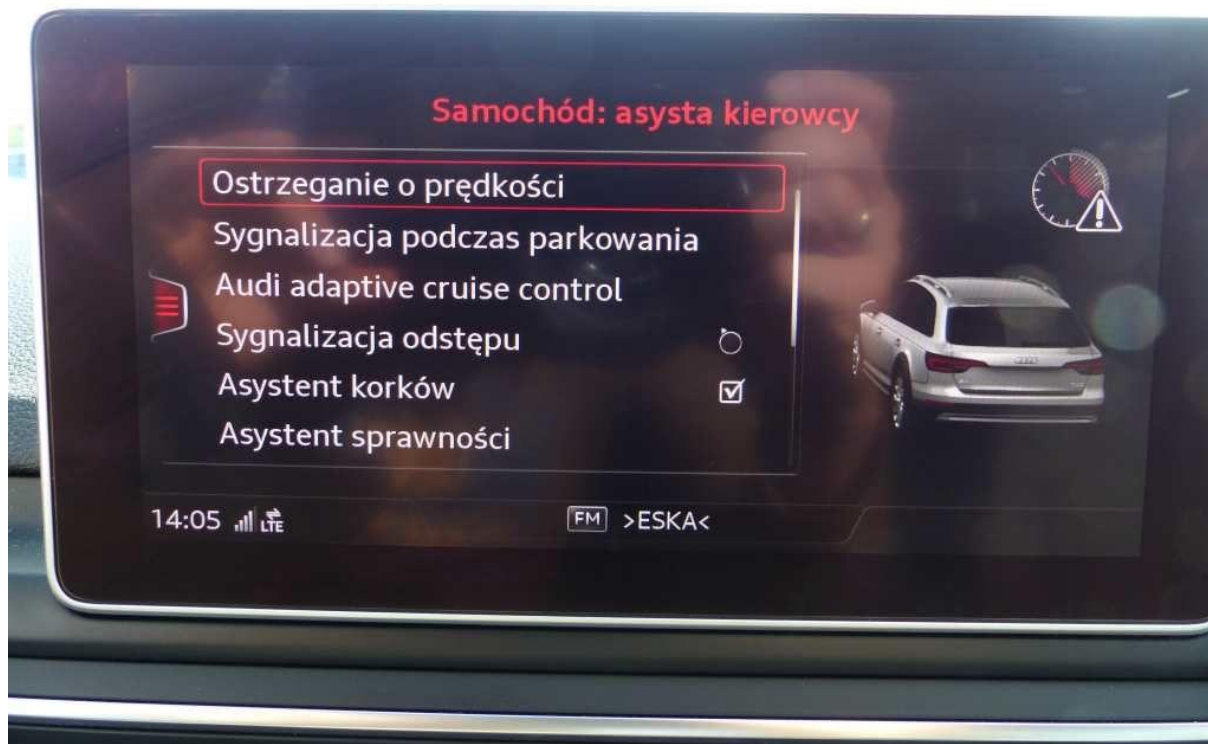 Samochód: asysta kierowcy
Ostrzeganie o prędkości
Sygnalizacja podczas parkowania
Audi adaptive cruise control
Sygnalizacja odstępu
Asystent korków
Asystent sprawności
14:05 LTE FM >ESKA<